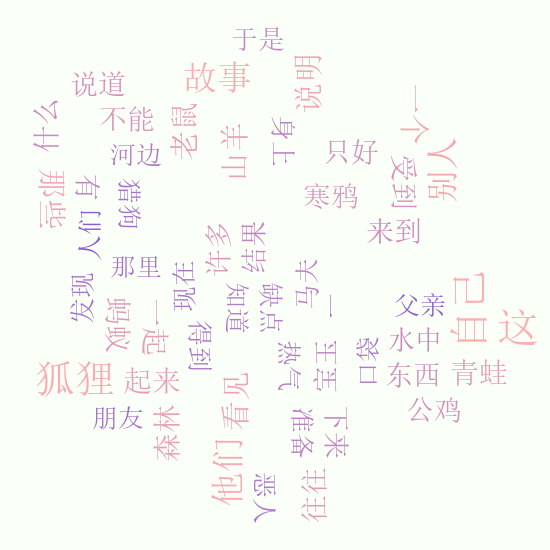 于是
故事
说明
说道
什么
不能
老鼠
山羊
身上
一个
只好
别人
河边
受到
那些
有
猎狗
寒鸦
人们
来到
许多
结果
那里
现在
发现
马夫
知道
缺点
一
父亲
自己
这
蚂蚁
一起
得到
水中
热气
宝玉
口袋
东西
青蛙
狐狸
起来
看见
公鸡
朋友
森林
准备
下来
他们
恶人
往往